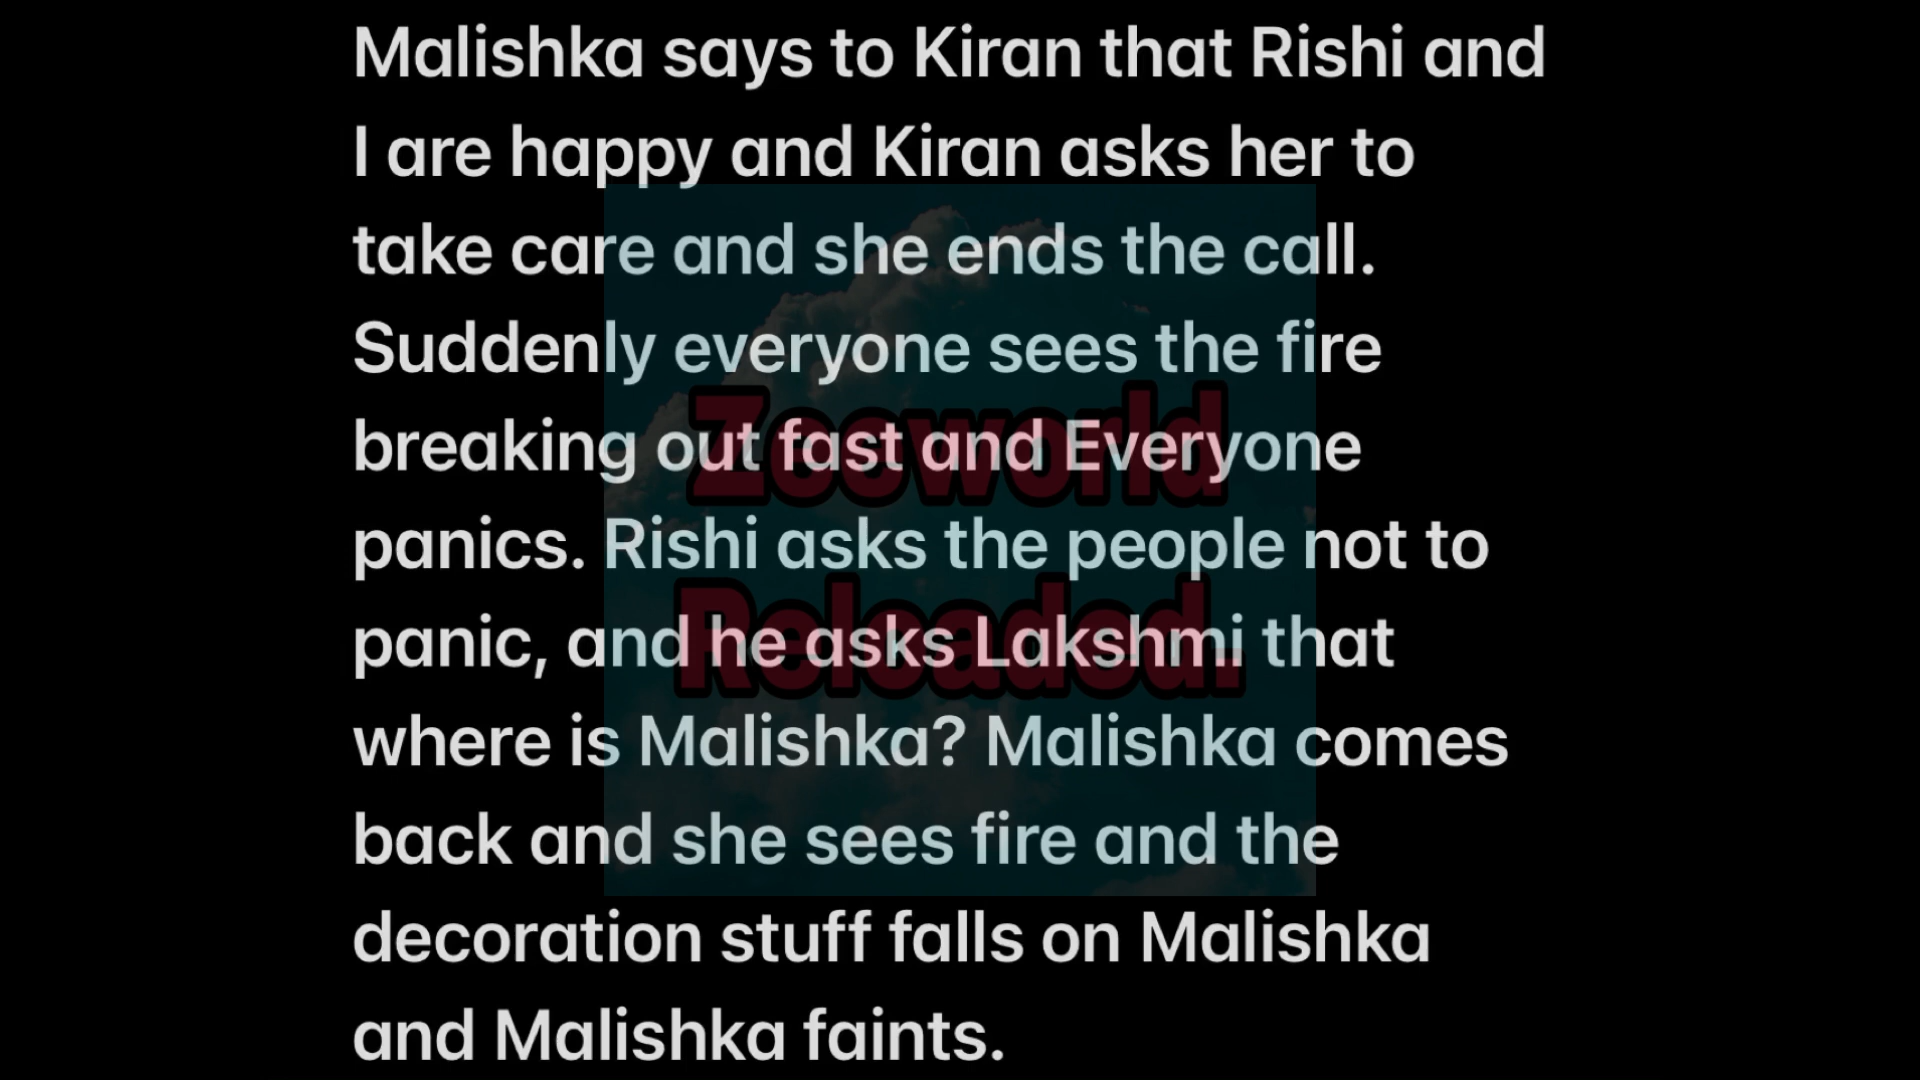 Malishka says to Kiran that Rishi and
I are happy and Kiran asks her to
take care and she ends the call.
Suddenly everyone sees the fire
breaking out fast and Everyone
panics. Rishi asks the people not to
panic, and he asks Lakshmi that
where is Malishka? Malishka comes
back and she sees fire and the
decoration stuff falls on Malishka
and Malishka faints.
Zeeworld
Reloaded.